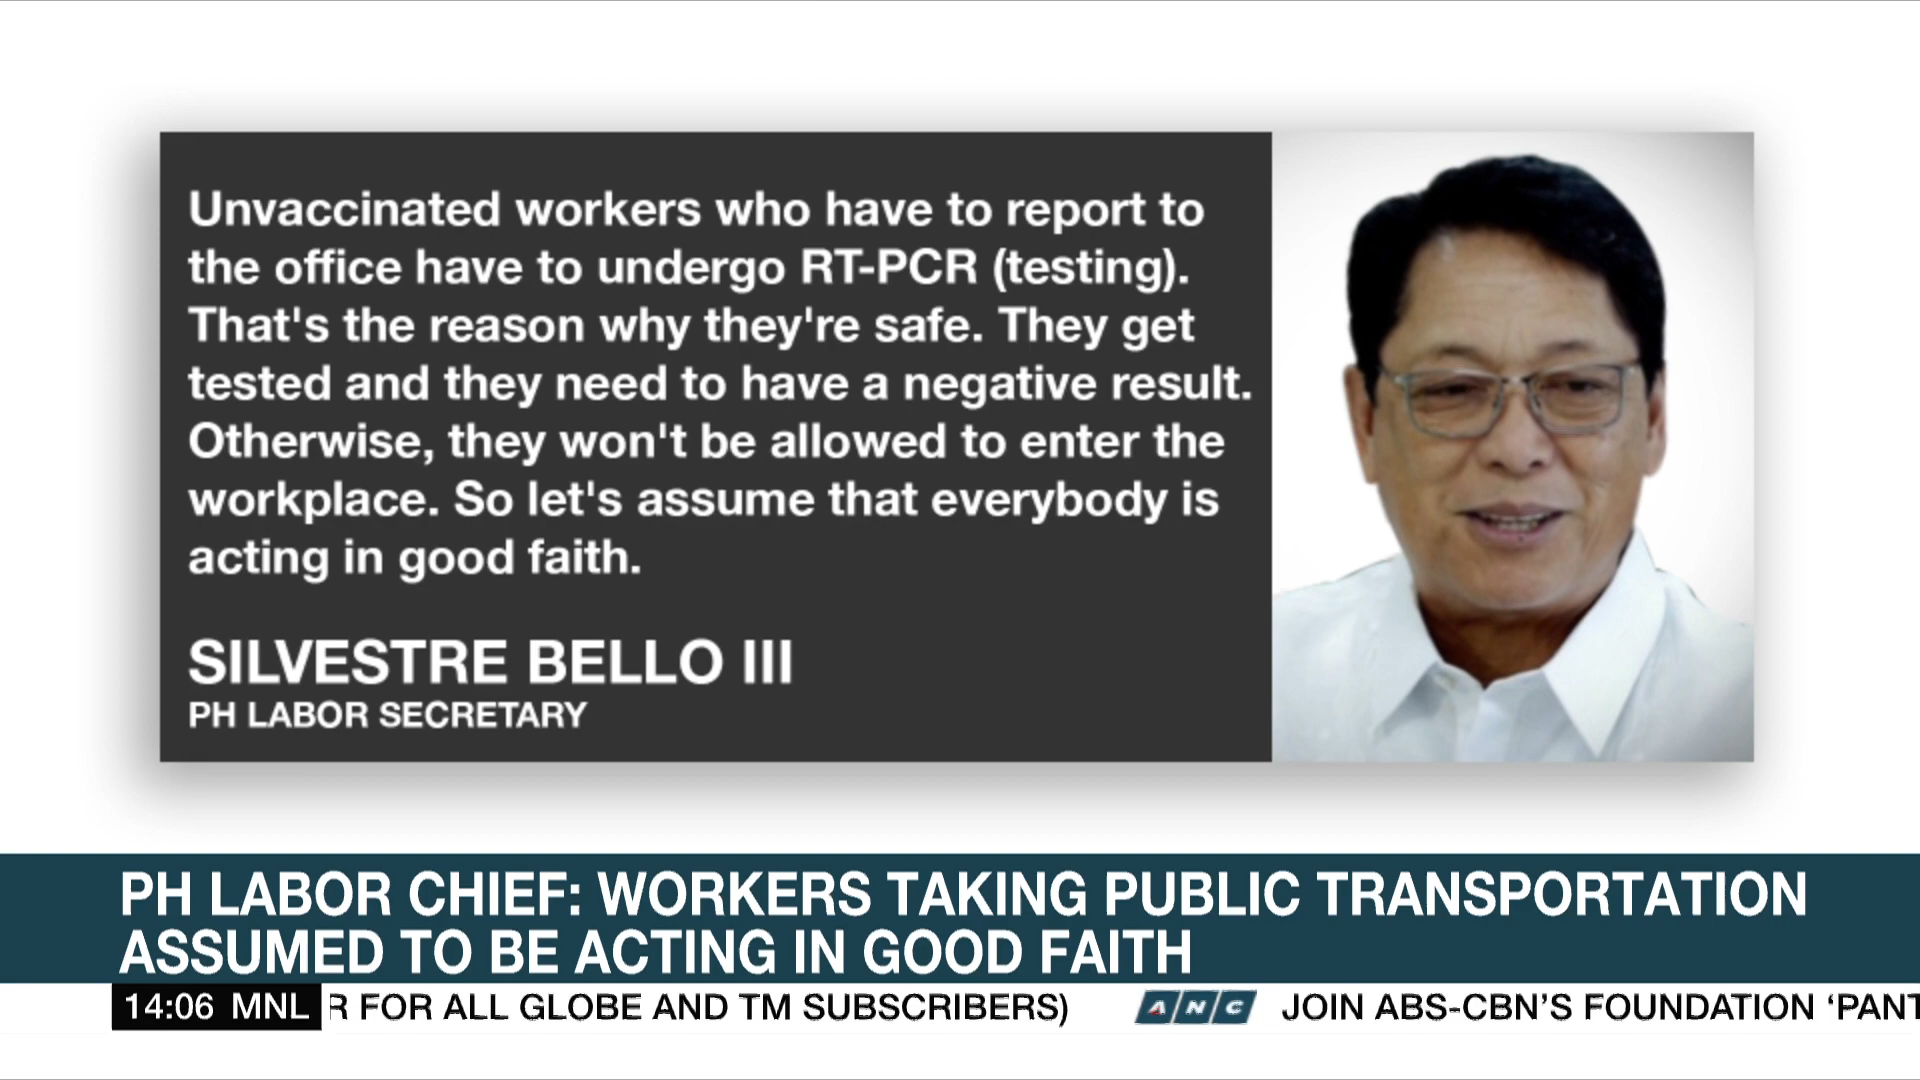 Unvaccinated workers who have to report to
the office have to undergo RT-PCR (testing).
That's the reason why they're safe. They get
tested and they need to have a negative result.
Otherwise, they won't be allowed to enter the
workplace. So let's assume that everybody is
acting in good faith.
SILVESTRE BELLO III
PH LABOR SECRETARY
PH LABOR CHIEF: WORKERS TAKING PUBLIC TRANSPORTATION
ASSUMED TO BE ACTING IN GOOD FAITH
14:06 MNL R FOR ALL GLOBE AND TM SUBSCRIBERS) ANC JOIN ABS-CBN’S FOUNDATION ‘PANT